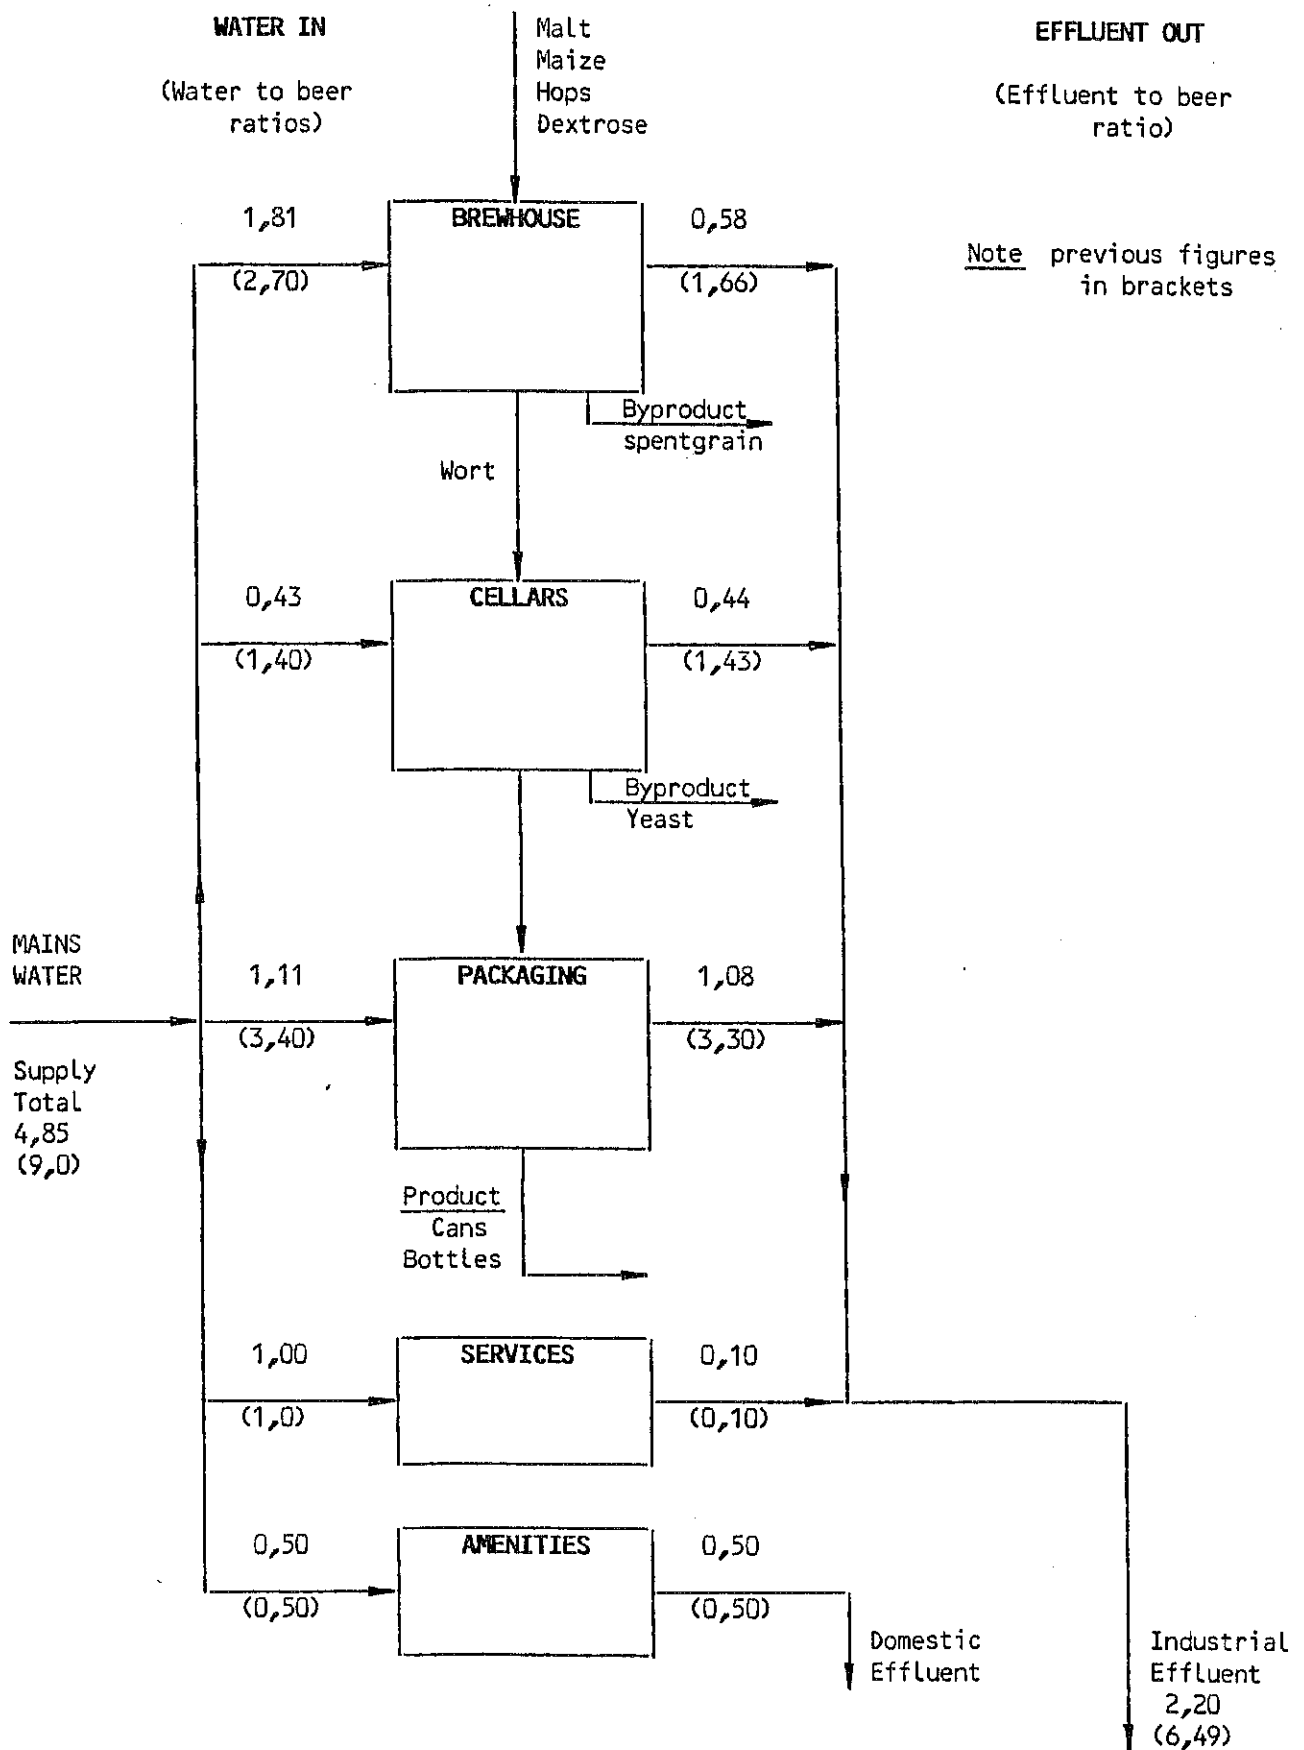 WATER IN
(Water to beer
ratios)
Malt
Maize
Hops
Dextrose
EFFLUENT OUT
(Effluent to beer
ratio)
Note previous figures
in brackets
1,81
(2,70)
BREWHOUSE
0,58
(1,66)
Byproduct
spentgrain
Wort
0,43
(1,40)
CELLARS
0,44
(1,43)
Byproduct
Yeast
MAINS
WATER
Supply
Total
4,85
(9,0)
1,11
(3,40)
PACKAGING
1,08
(3,30)
Product
Cans
Bottles
1,00
(1,0)
SERVICES
0,10
(0,10)
0,50
(0,50)
AMENITIES
0,50
(0,50)
Domestic
Effluent
Industrial
Effluent
2,20
(6,49)